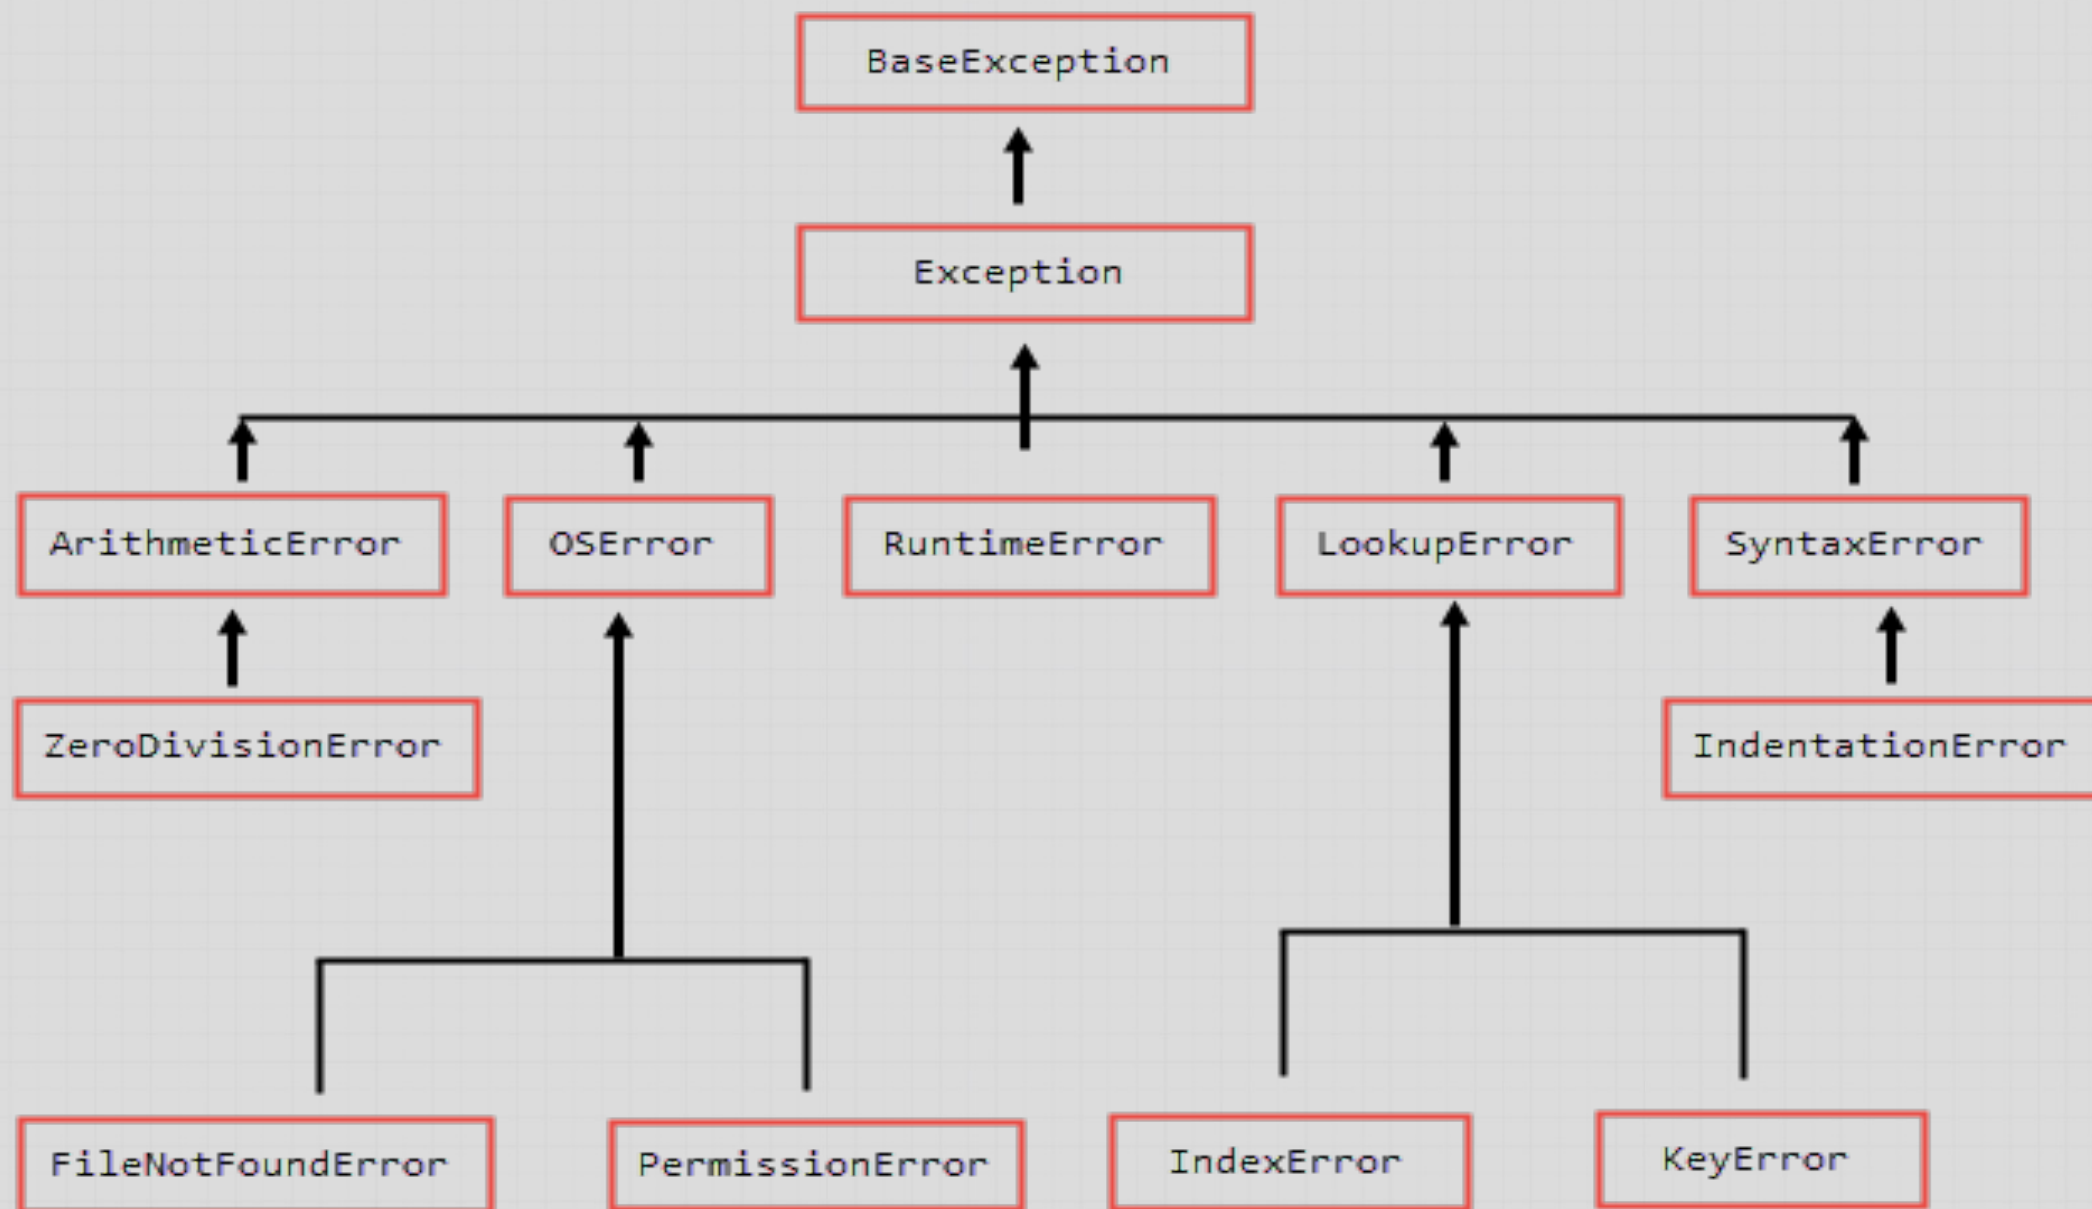 BaseException
Exception
ArithmeticError
OSError
RuntimeError
LookupError
SyntaxError
ZeroDivisionError
IndentationError
FileNotFoundError
PermissionError
IndexError
KeyError